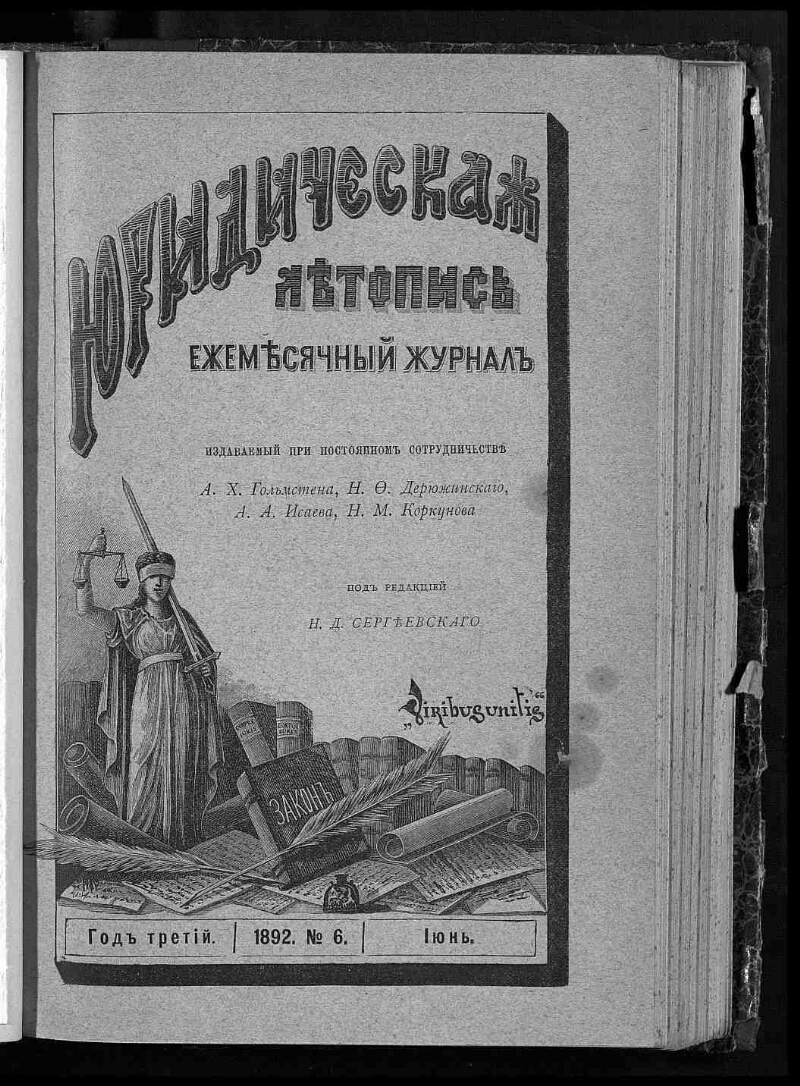 ЮРИДИЧЕСКАЯ
ЛѢТОПИСЬ
ЕЖЕМѢСЯЧНЫЙ ЖУРНАЛЪ
ИЗДАВАЕМЫЙ ПРИ ПОСТОЯННОМЪ СОТРУДНИЧЕСТВѢ
А. Х. Гольмстена, Н. Ѳ. Дерюжинскаго,
А. А. Исаева, Н. М. Коркунова
ПОДЪ РЕДАКЦІЕЙ
Н. Д. СЕРГѢЕВСКАГО
„Viribus unitis“
ЗАКОНЪ
Годъ третій. 1892. № 6. Іюнь.